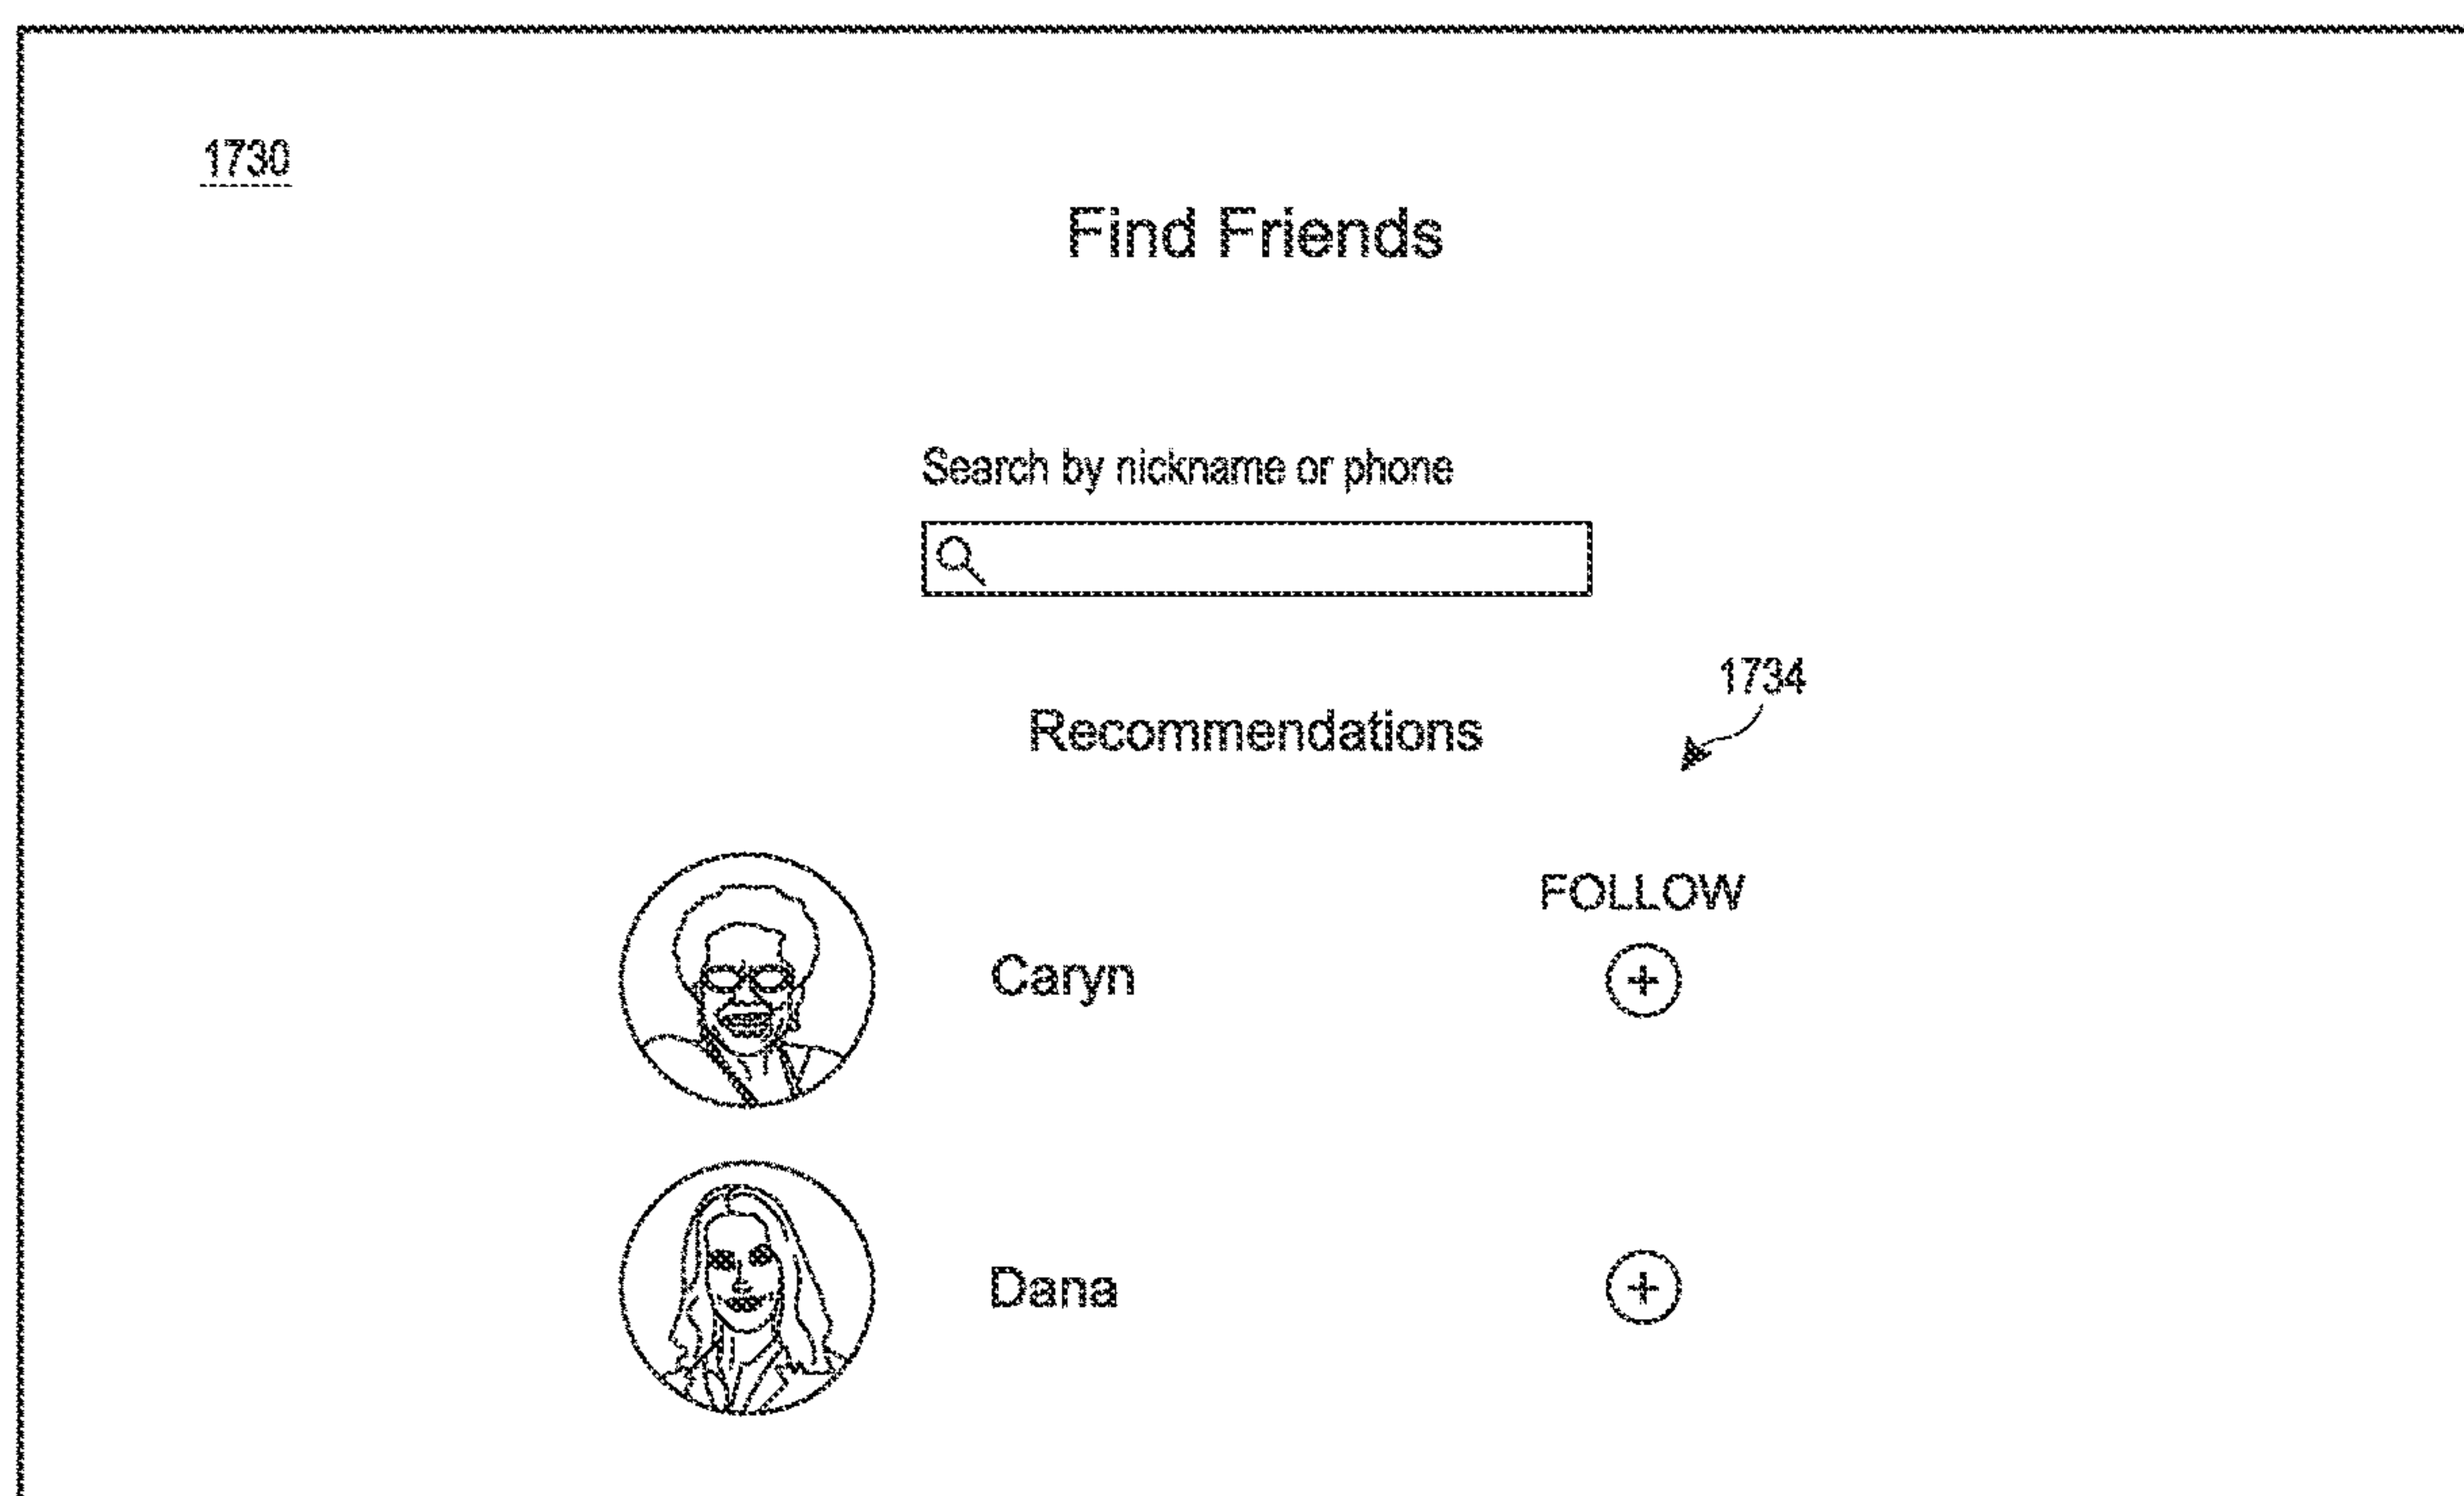 1730
Find Friends
Search by nickname or phone
1734
Recommendations
FOLLOW
Caryn
Dana